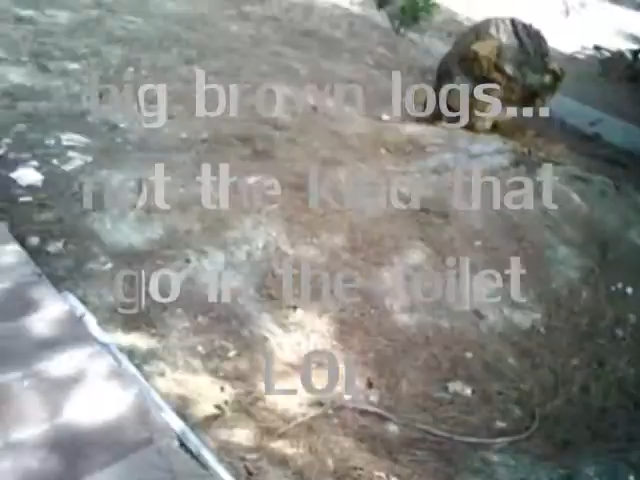 big brown logs...
not the kind that
go in the toilet
LOL